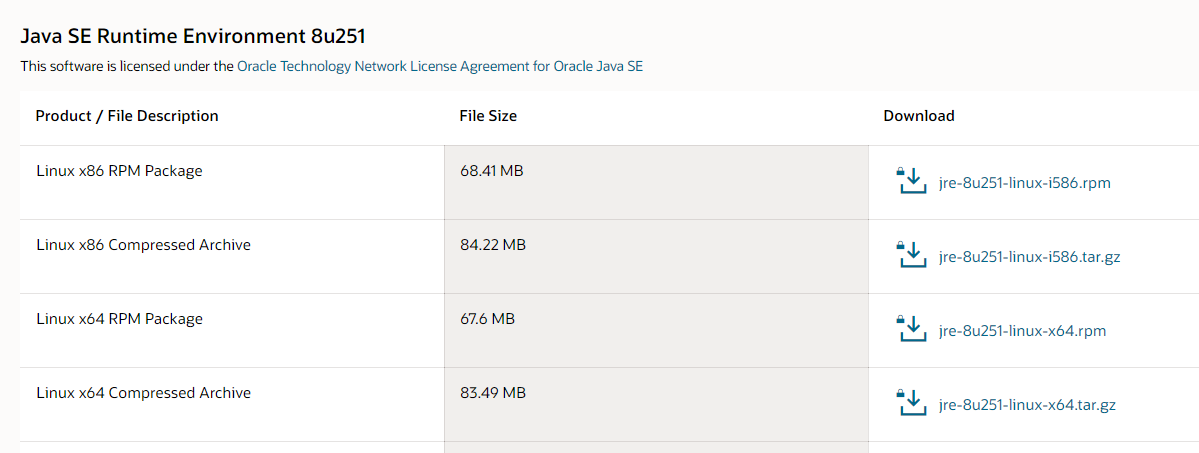 Java SE Runtime Environment 8u251
This software is licensed under the Oracle Technology Network License Agreement for Oracle Java SE
Product / File Description File Size Download
Linux x86 RPM Package 68.41 MB jre-8u251-linux-i586.rpm
Linux x86 Compressed Archive 84.22 MB jre-8u251-linux-i586.tar.gz
Linux x64 RPM Package 67.6 MB jre-8u251-linux-x64.rpm
Linux x64 Compressed Archive 83.49 MB jre-8u251-linux-x64.tar.gz